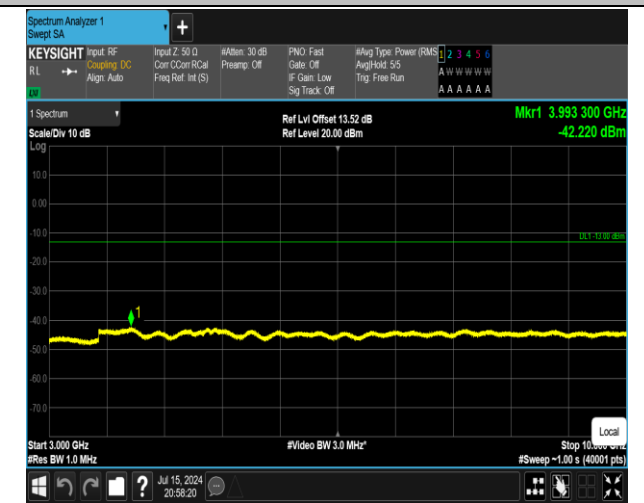 Spectrum Analyzer 1
Swept SA
+
KEYSIGHT
RL
Input: RF
Coupling: DC
Align: Auto
Input Z: 50 Ω
Corr CCorr RCal
Freq Ref: Int (S)
#Atten: 30 dB
Preamp: Off
PNO: Fast
Gate: Off
IF Gain: Low
Sig Track: Off
#Avg Type: Power (RMS
Avg|Hold: 5/5
Trig: Free Run
1 2 3 4 5 6
A W W W W W
A A A A A A
1 Spectrum
Scale/Div 10 dB
Log
Ref Lvl Offset 13.52 dB
Ref Level 20.00 dBm
Mkr1 3.993 300 GHz
-42.220 dBm
10.0
0.00
-10.0
DL1 -13.00 dBm
-20.0
-30.0
1
-40.0
-50.0
-60.0
-70.0
Local
Start 3.000 GHz
#Res BW 1.0 MHz
#Video BW 3.0 MHz*
Stop 10.000 GHz
#Sweep ~1.00 s (40001 pts)
?
Jul 15, 2024
20:58:20